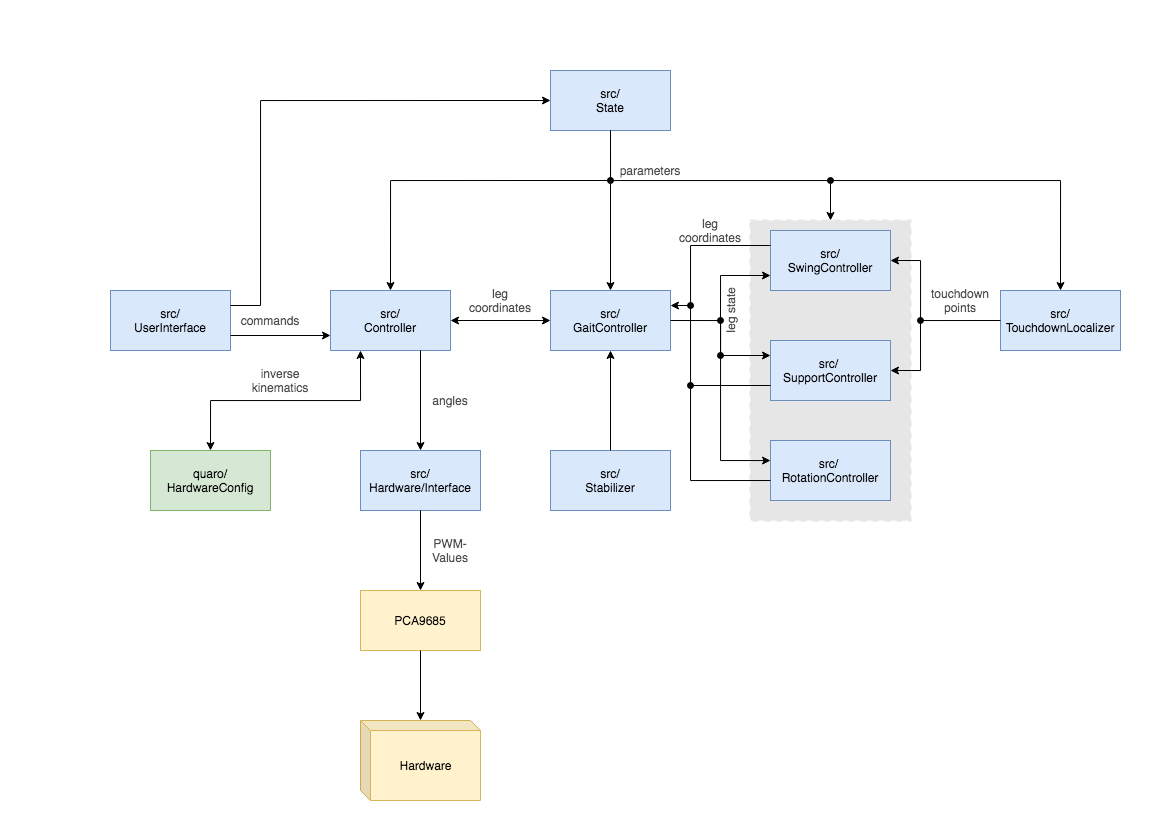 src/
State
parameters
leg
coordinates
src/
SwingController
src/
UserInterface
commands
src/
Controller
leg
coordinates
src/
GaitController
leg state
touchdown
points
src/
TouchdownLocalizer
inverse
kinematics
angles
src/
SupportController
quaro/
HardwareConfig
src/
Hardware/Interface
src/
Stabilizer
src/
RotationController
PWM-
Values
PCA9685
Hardware